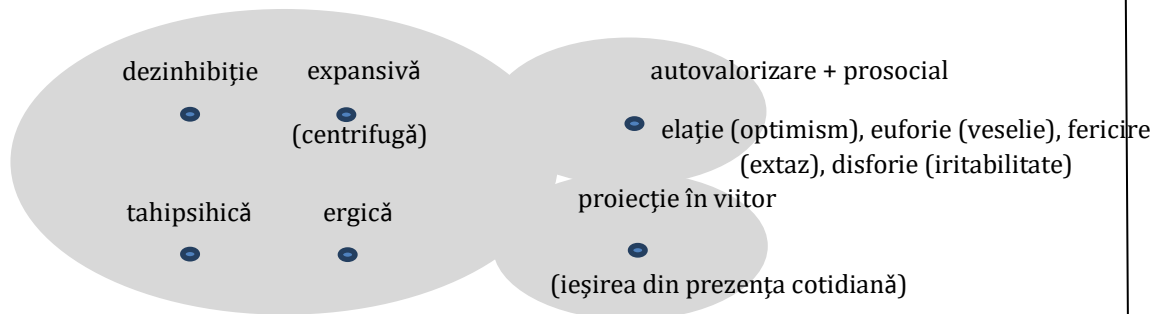 dezinhibiție expansivă autovalorizare + prosocial
(centrifugă) elație (optimism), euforie (veselie), fericire
(extaz), disforie (iritabilitate)
proiecție în viitor
tahipsihică ergică
(ieșirea din prezența cotidiană)